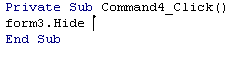 Private Sub Command4_Click()
form3.Hide
End Sub